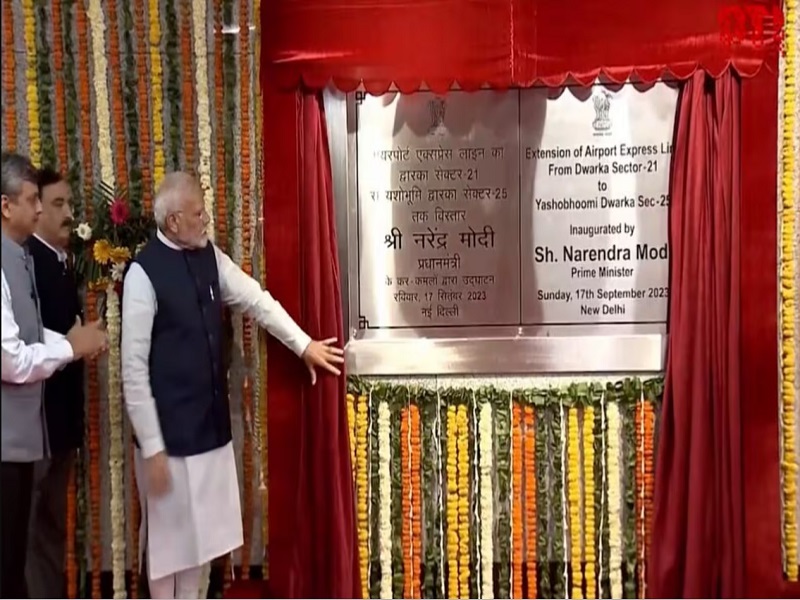 एयरपोर्ट एक्सप्रेस लाइन का
द्वारका सेक्टर-21
से यशोभूमि द्वारका सेक्टर-25
तक विस्तार
श्री नरेंद्र मोदी
प्रधानमंत्री
के कर-कमलों द्वारा उद्घाटन
रविवार, 17 सितंबर 2023
नई दिल्ली
Extension of Airport Express Lin
From Dwarka Sector-21
to
Yashobhoomi Dwarka Sec-25
Inaugurated by
Sh. Narendra Mod
Prime Minister
Sunday, 17th September 2023
New Delhi